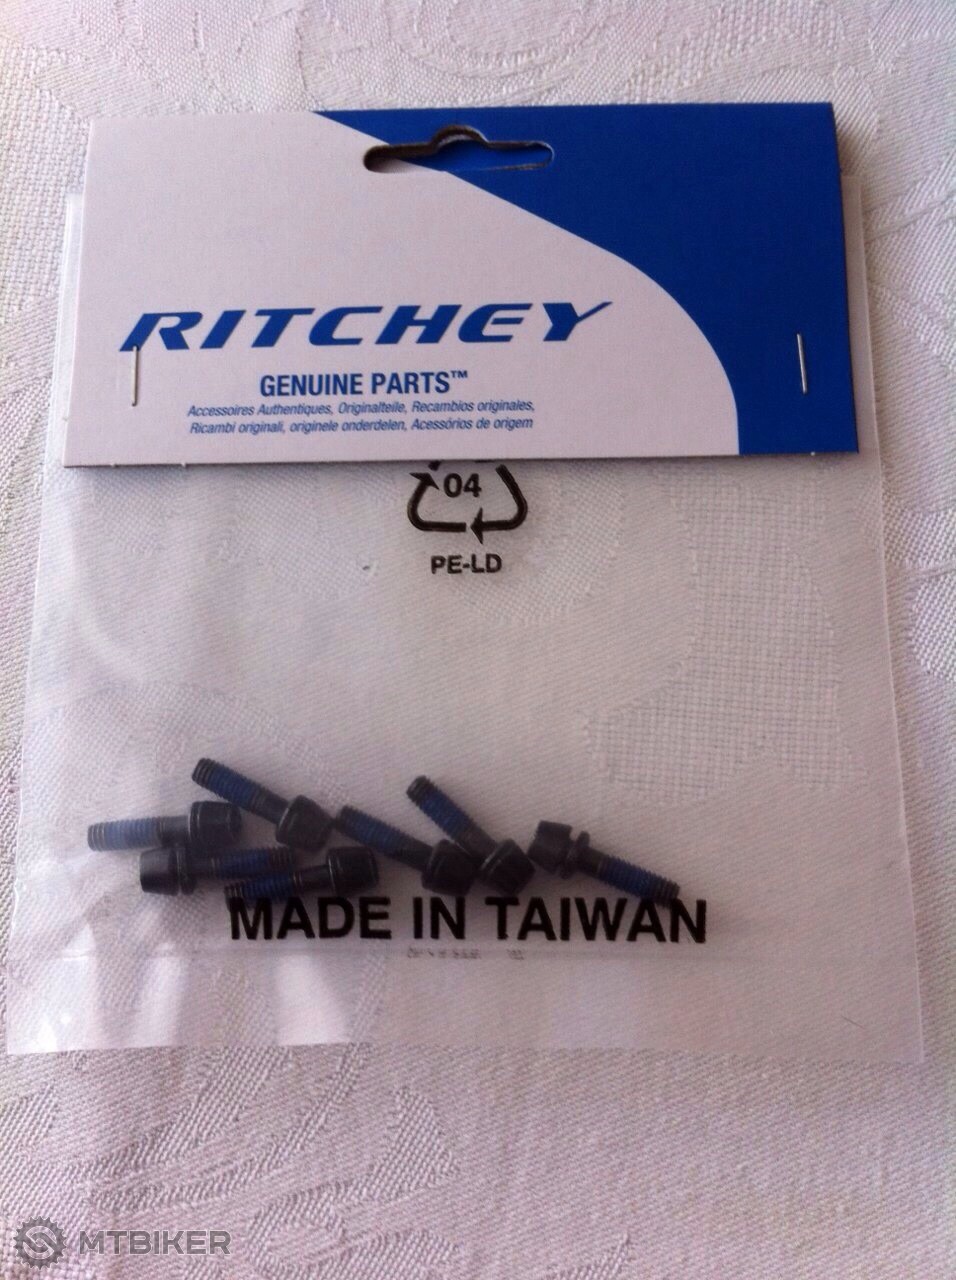 RITCHEY
GENUINE PARTS™
Accessoires Authentiques, Originalteile, Recambios originales,
Ricambi originali, originele onderdelen, Acessórios de origem
04
PE-LD
MADE IN TAIWAN
MTBIKER